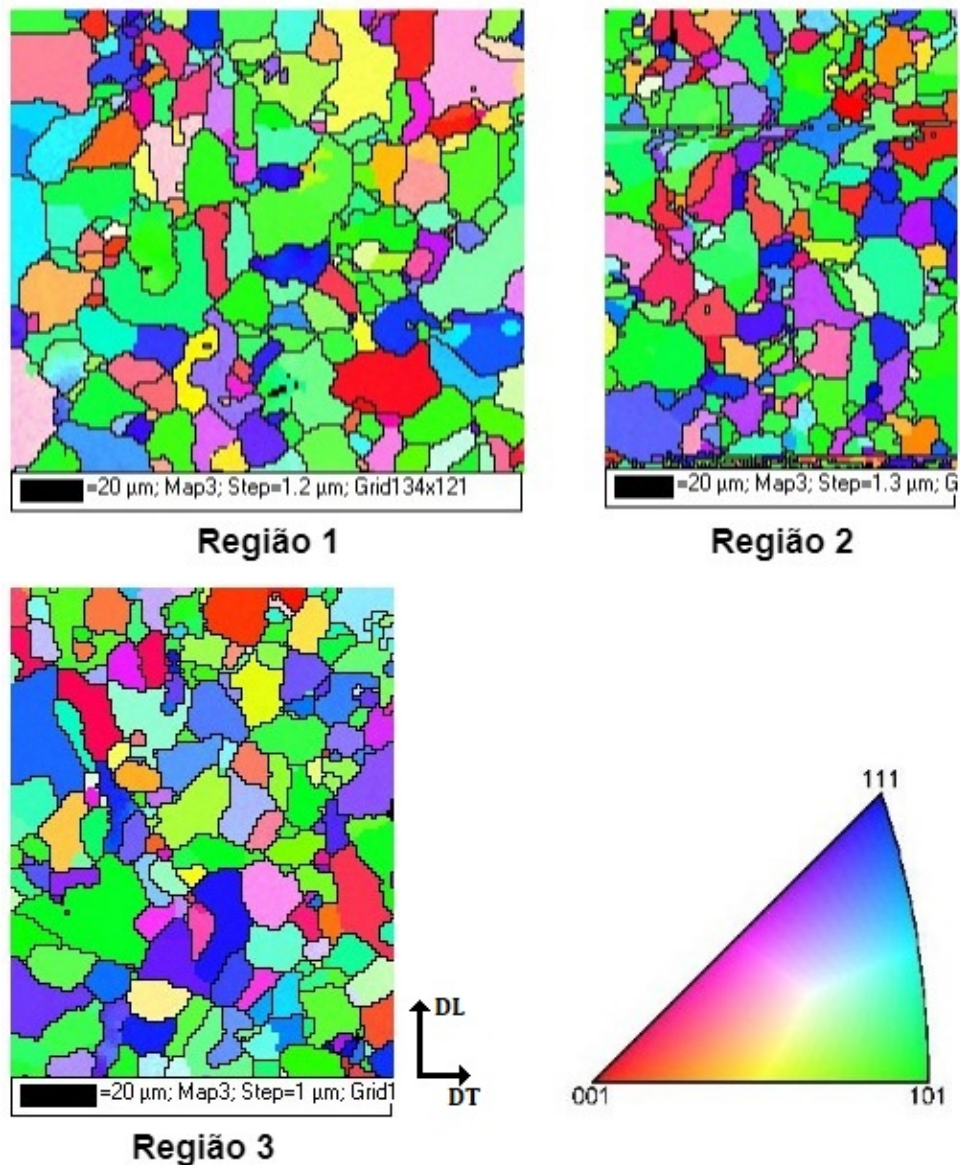 =20 µm; Map3; Step=1.2 µm; Grid134x121
Região 1
=20 µm; Map3; Step=1.3 µm; G
Região 2
=20 µm; Map3; Step=1 µm; Grid1
Região 3
DL
DT
111
001
101